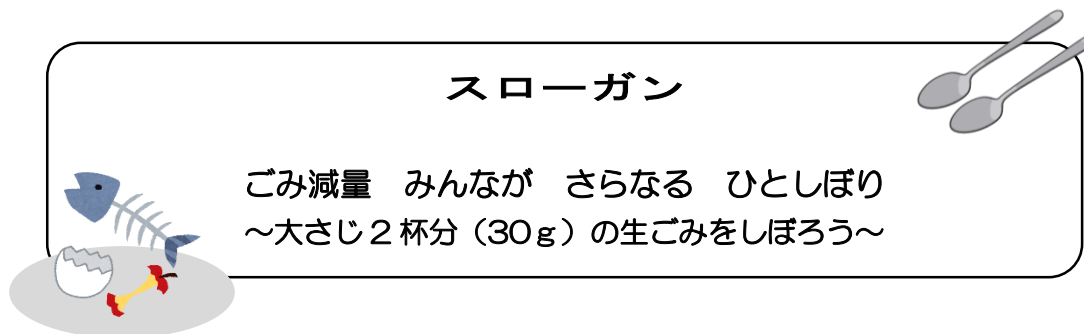 スローガン
ごみ減量　みんなが　さらなる　ひとしぼり
～大さじ２杯分（30ｇ）の生ごみをしぼろう～